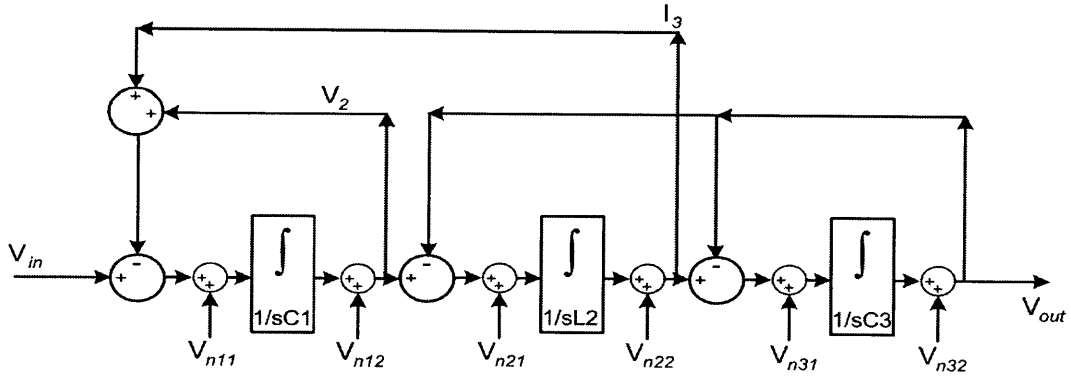 I3
+
+ V2
Vin + - + + ∫ 1/sC1 + + + - + + ∫ 1/sL2 + + + - + + ∫ 1/sC3 + + Vout
Vn11 Vn12 Vn21 Vn22 Vn31 Vn32